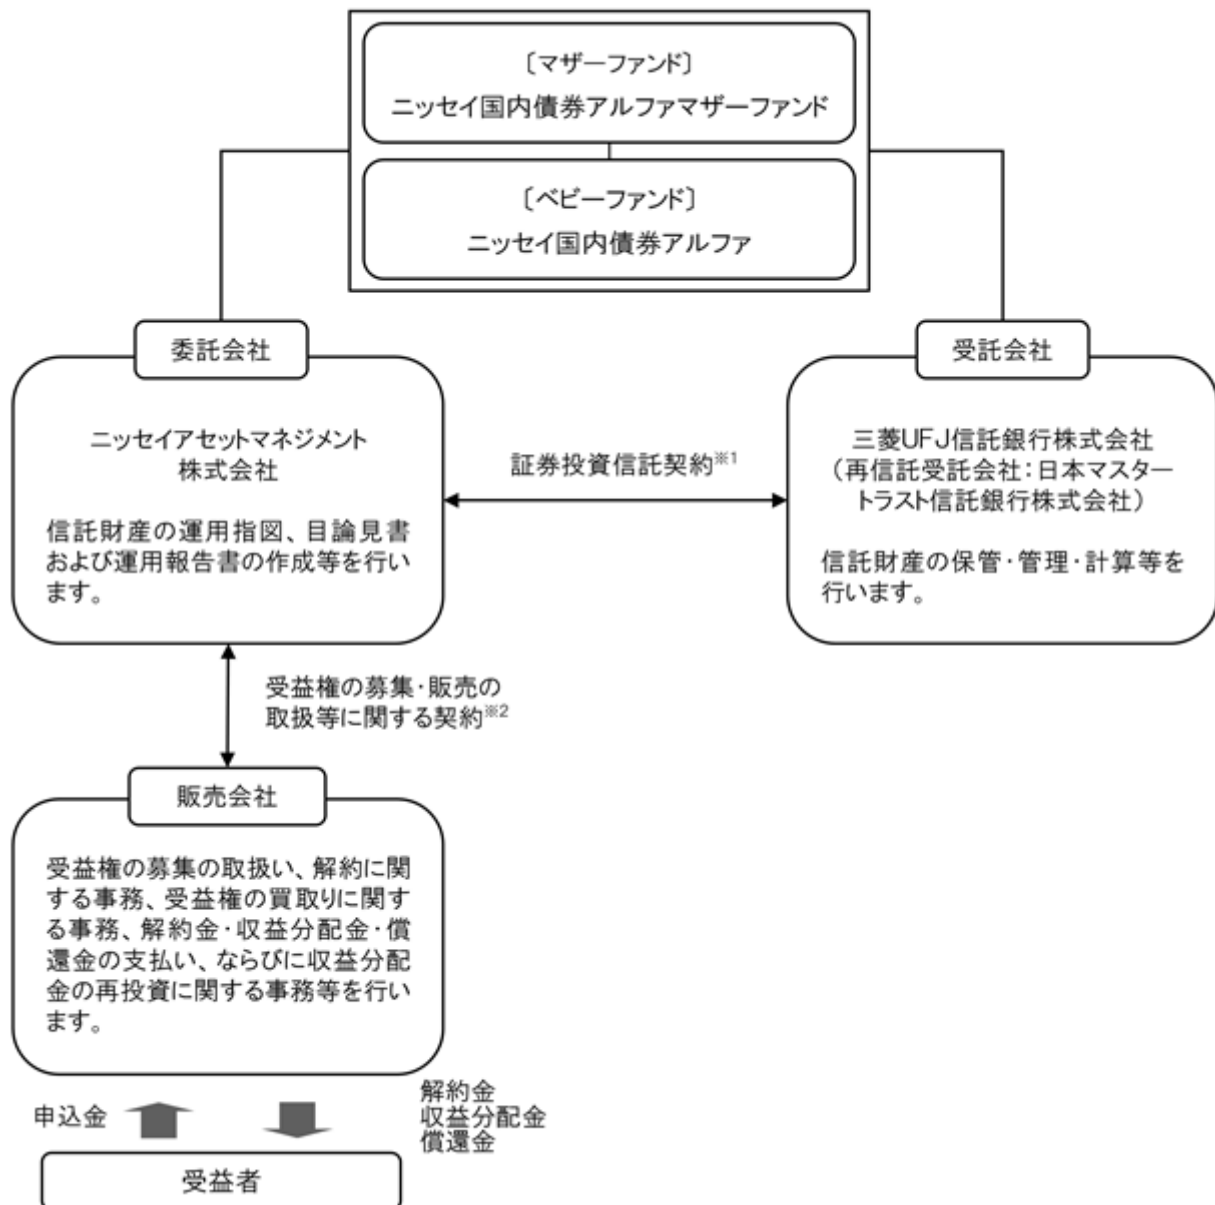 〔マザーファンド〕
ニッセイ国内債券アルファマザーファンド
〔ベビーファンド〕
ニッセイ国内債券アルファ
委託会社
ニッセイアセットマネジメント
株式会社
信託財産の運用指図、目論見書
および運用報告書の作成等を行い
ます。
証券投資信託契約※1
受託会社
三菱UFJ信託銀行株式会社
（再信託受託会社：日本マスター
トラスト信託銀行株式会社）
信託財産の保管・管理・計算等を
行います。
受益権の募集・販売の
取扱等に関する契約※2
販売会社
受益権の募集の取扱い、解約に関
する事務、受益権の買取りに関す
る事務、解約金・収益分配金・償
還金の支払い、ならびに収益分配
金の再投資に関する事務等を行い
ます。
申込金
解約金
収益分配金
償還金
受益者